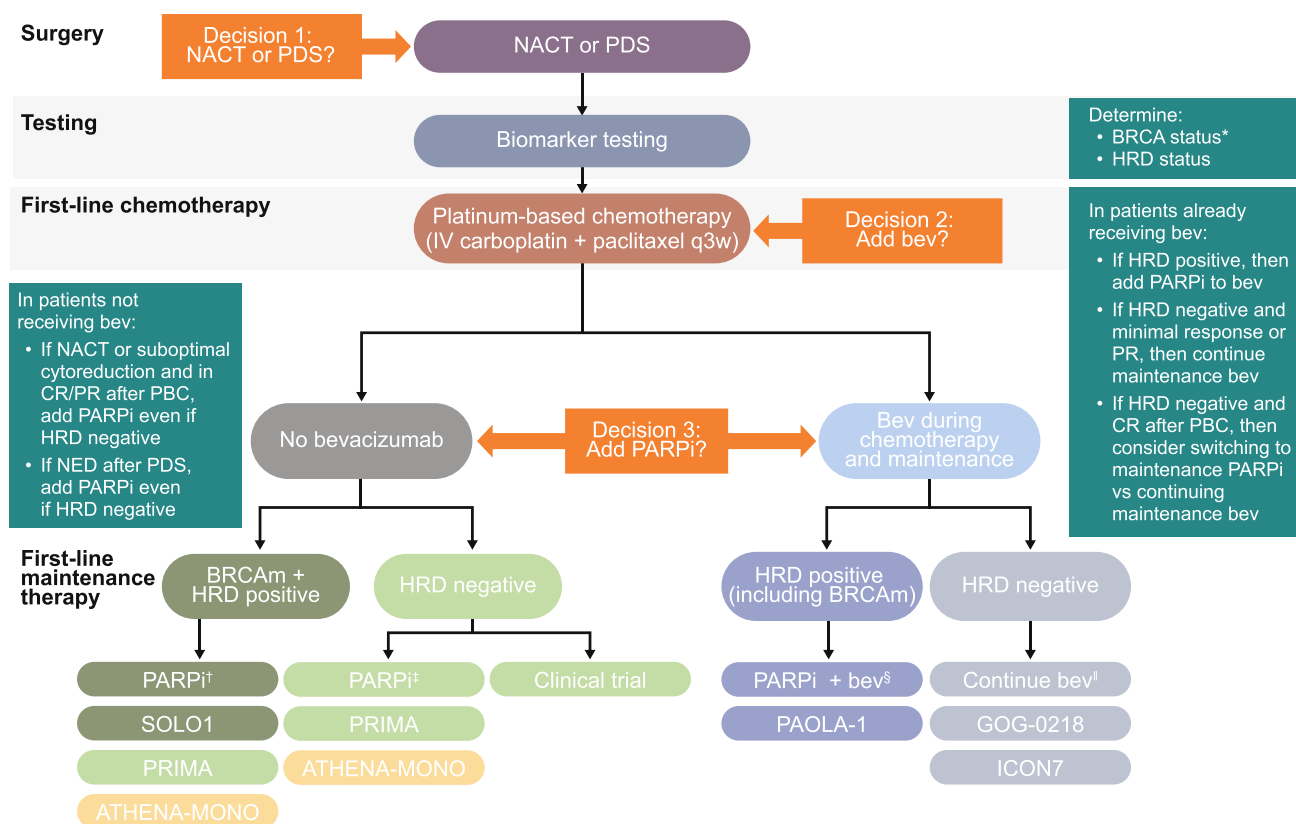 Surgery
Decision 1:
NACT or PDS?
NACT or PDS
Testing
Biomarker testing
Determine:
• BRCA status*
• HRD status
First-line chemotherapy
Platinum-based chemotherapy
(IV carboplatin + paclitaxel q3w)
Decision 2:
Add bev?
In patients already
receiving bev:
• If HRD positive, then
add PARPi to bev
• If HRD negative and
minimal response or
PR, then continue
maintenance bev
• If HRD negative and
CR after PBC, then
consider switching to
maintenance PARPi
vs continuing
maintenance bev
In patients not
receiving bev:
• If NACT or suboptimal
cytoreduction and in
CR/PR after PBC,
add PARPi even if
HRD negative
• If NED after PDS,
add PARPi even
if HRD negative
No bevacizumab
Decision 3:
Add PARPi?
Bev during
chemotherapy
and maintenance
First-line
maintenance
therapy
BRCAm +
HRD positive
HRD negative
HRD positive
(including BRCAm)
HRD negative
PARPi†
PARPi‡
Clinical trial
PARPi + bev§
Continue bev‖
SOLO1
PRIMA
PAOLA-1
GOG-0218
PRIMA
ATHENA-MONO
ICON7
ATHENA-MONO